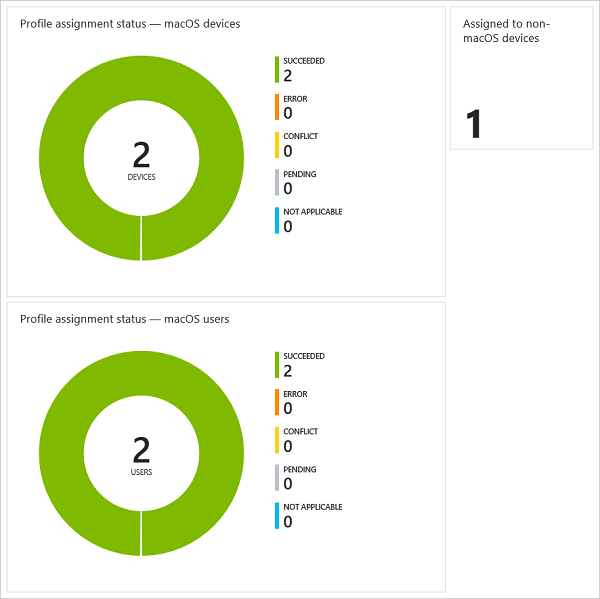 Profile assignment status — macOS devices
2
DEVICES
SUCCEEDED
2
ERROR
0
CONFLICT
0
PENDING
0
NOT APPLICABLE
0
Assigned to non-
macOS devices
1
Profile assignment status — macOS users
2
USERS
SUCCEEDED
2
ERROR
0
CONFLICT
0
PENDING
0
NOT APPLICABLE
0